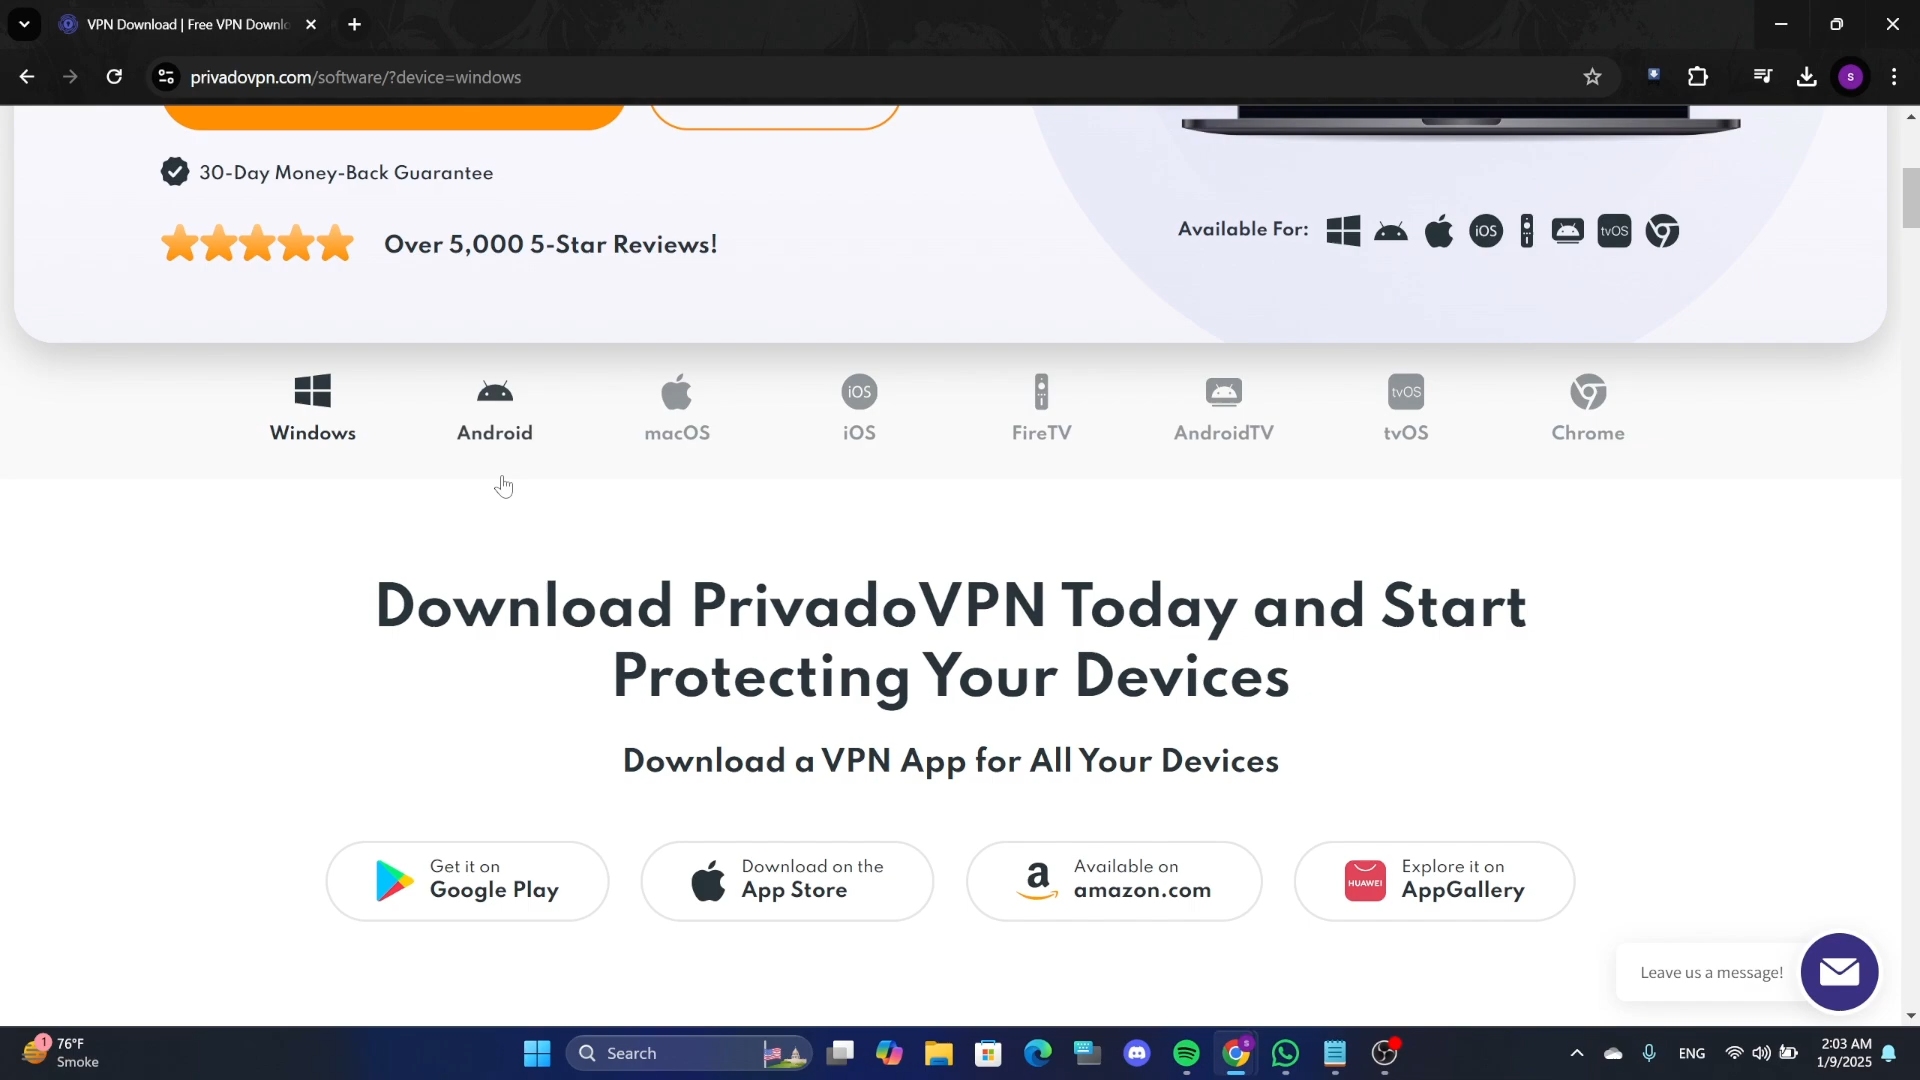 VPN Download | Free VPN Downlo
privadovpn.com/software/?device=windows
S
30-Day Money-Back Guarantee
Over 5,000 5-Star Reviews!
Available For:
iOS
tvOS
iOS
tvOS
Windows
Android
macOS
iOS
FireTV
AndroidTV
tvOS
Chrome
Download PrivadoVPN Today and Start
Protecting Your Devices
Download a VPN App for All Your Devices
Get it on
Google Play
Download on the
App Store
a
Available on
amazon.com
HUAWEI
Explore it on
AppGallery
Leave us a message!
1
76°F
Smoke
Search
ENG
2:03 AM
1/9/2025